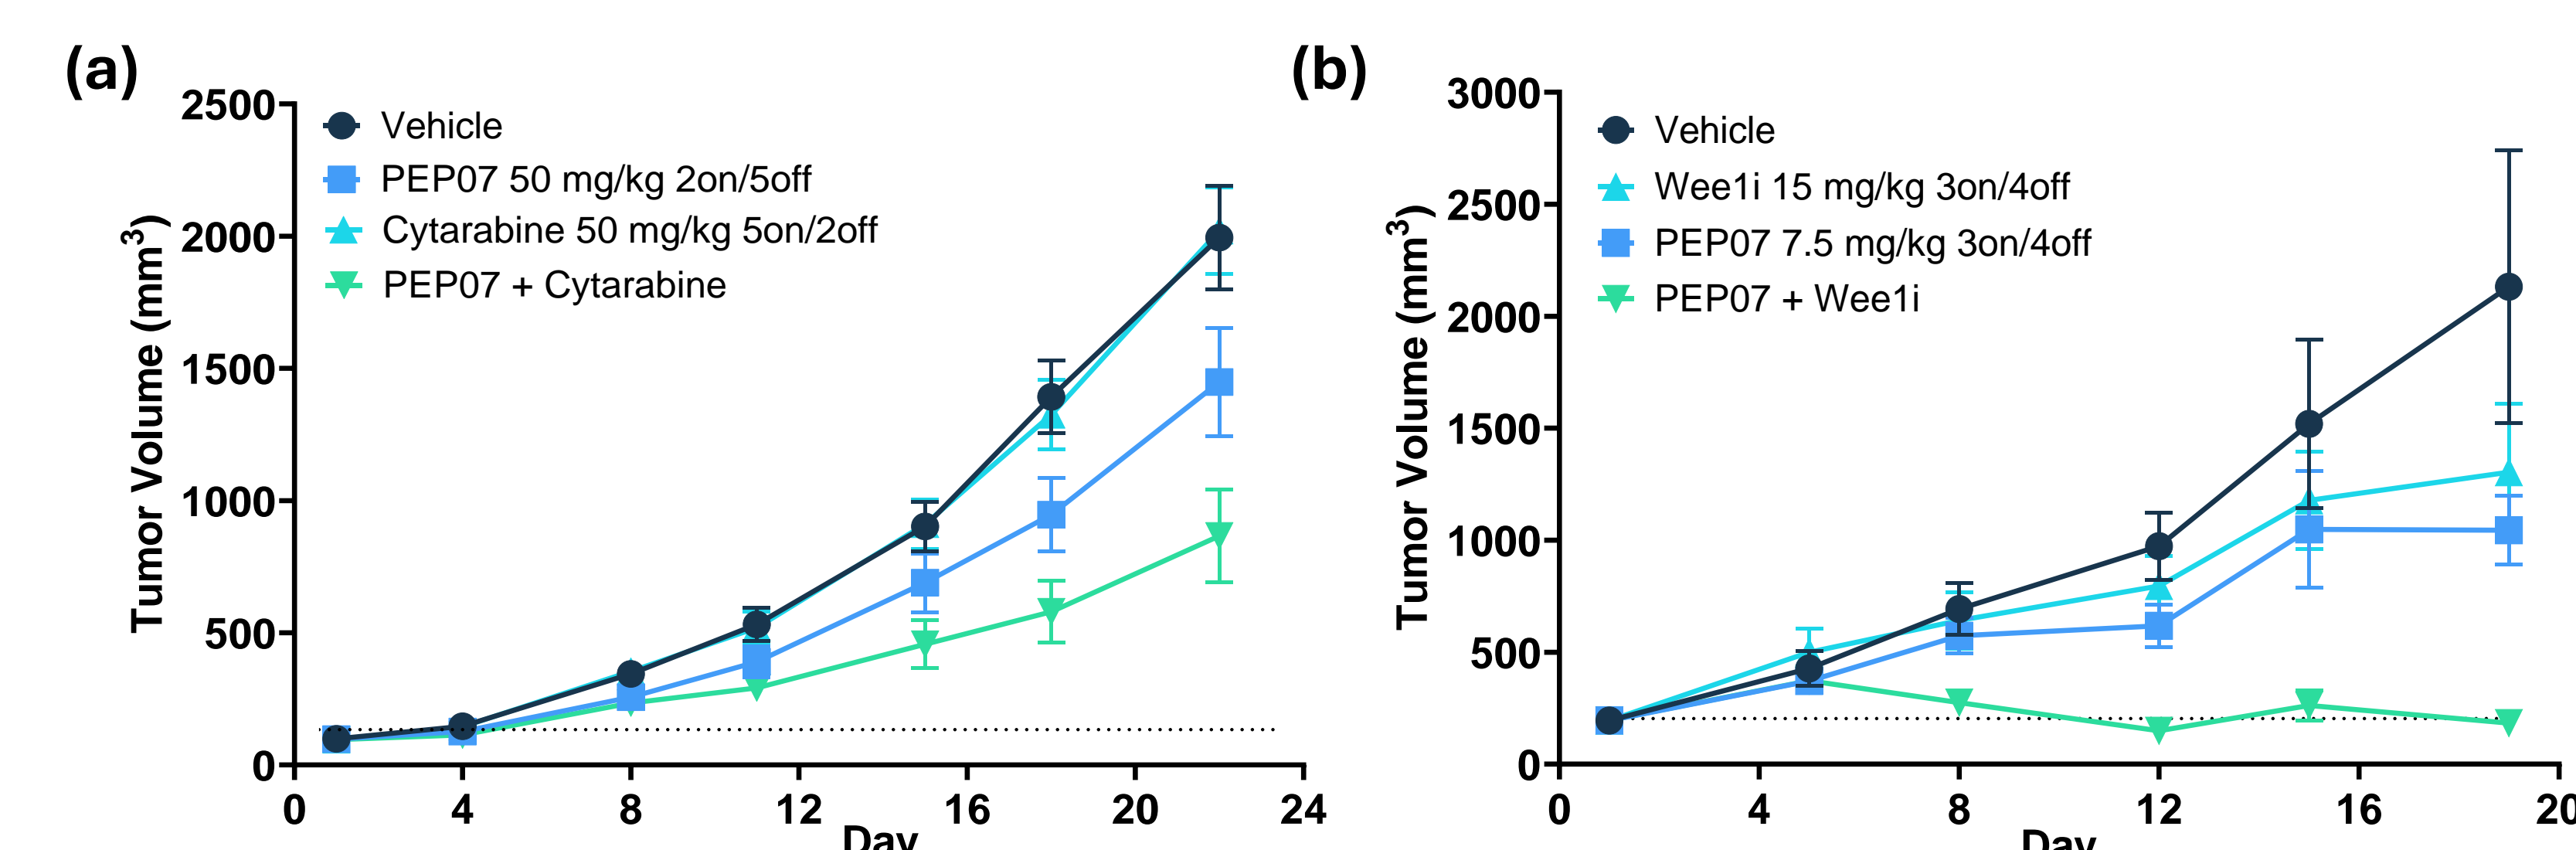 (a)
2500
2000
1500
1000
500
0
Tumor Volume (mm³)
Vehicle
PEP07 50 mg/kg 2on/5off
Cytarabine 50 mg/kg 5on/2off
PEP07 + Cytarabine
0 4 8 12 16 20 24
Day
(b)
3000
2500
2000
1500
1000
500
0
Tumor Volume (mm³)
Vehicle
Wee1i 15 mg/kg 3on/4off
PEP07 7.5 mg/kg 3on/4off
PEP07 + Wee1i
0 4 8 12 16 20
Day